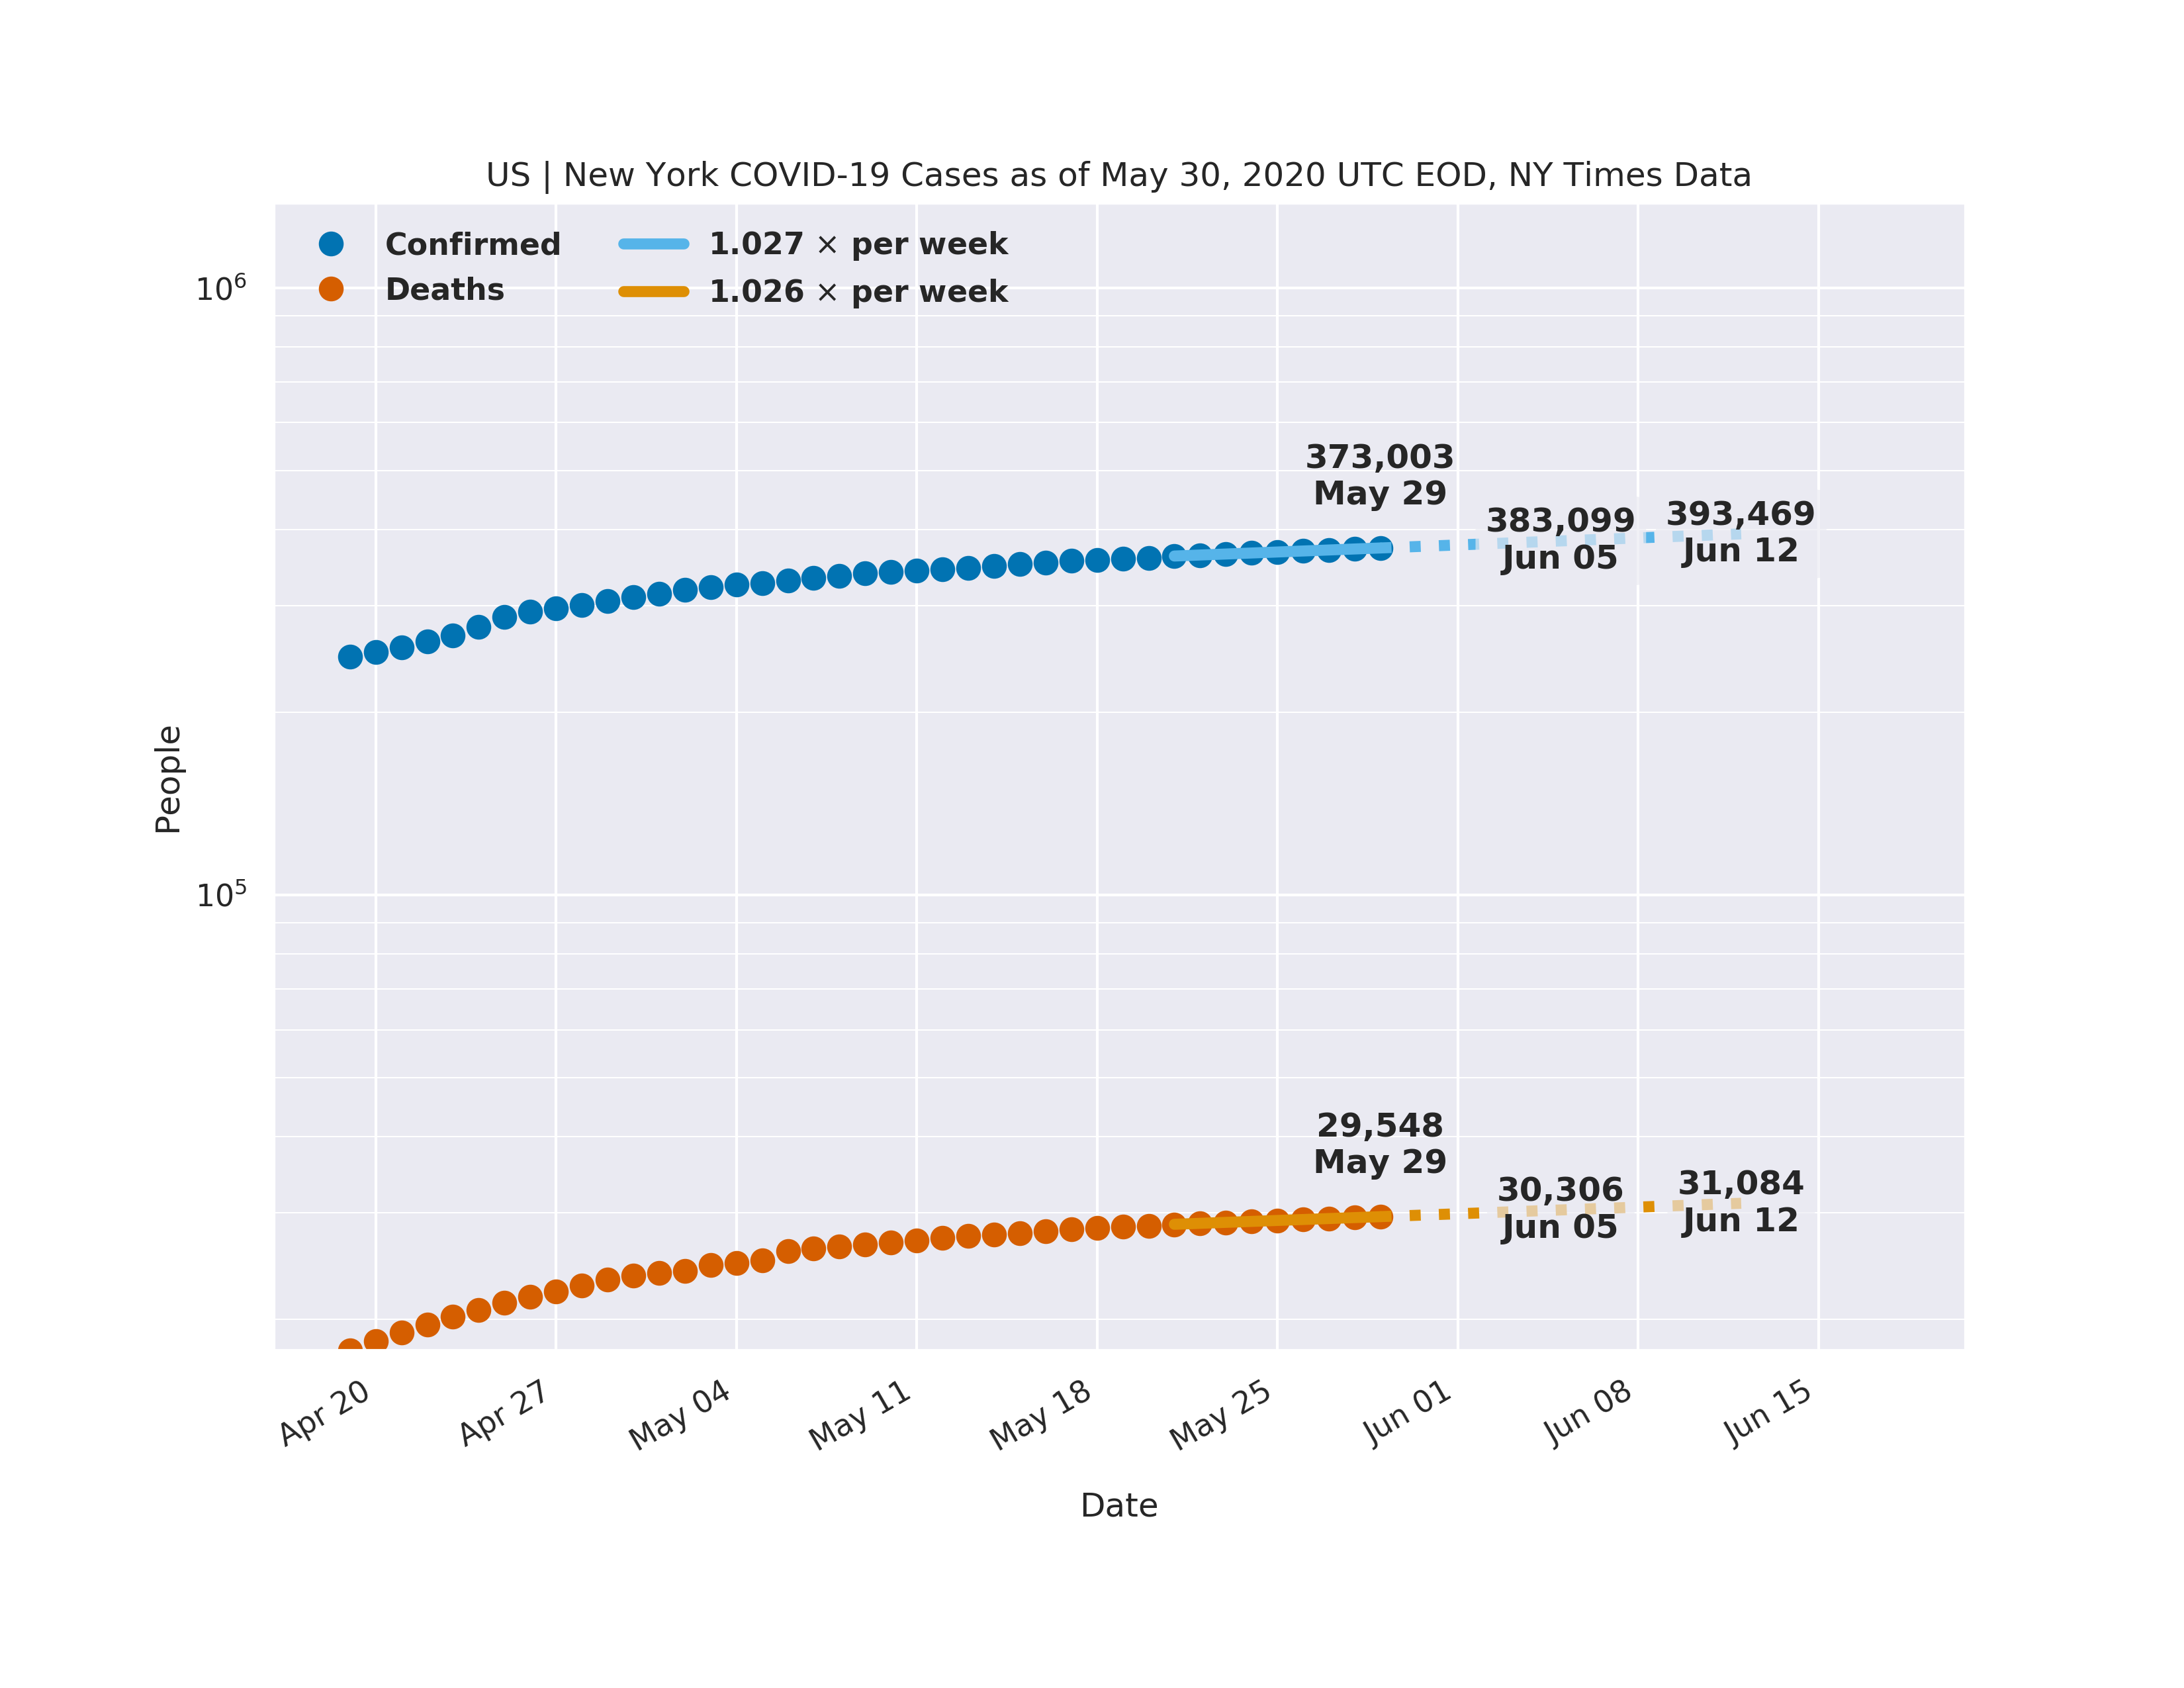 US | New York COVID-19 Cases as of May 30, 2020 UTC EOD, NY Times Data
Confirmed
Deaths
1.027 × per week
1.026 × per week
10⁶
10⁵
People
373,003
May 29
383,099
Jun 05
393,469
Jun 12
29,548
May 29
30,306
Jun 05
31,084
Jun 12
Apr 20
Apr 27
May 04
May 11
May 18
May 25
Jun 01
Jun 08
Jun 15
Date